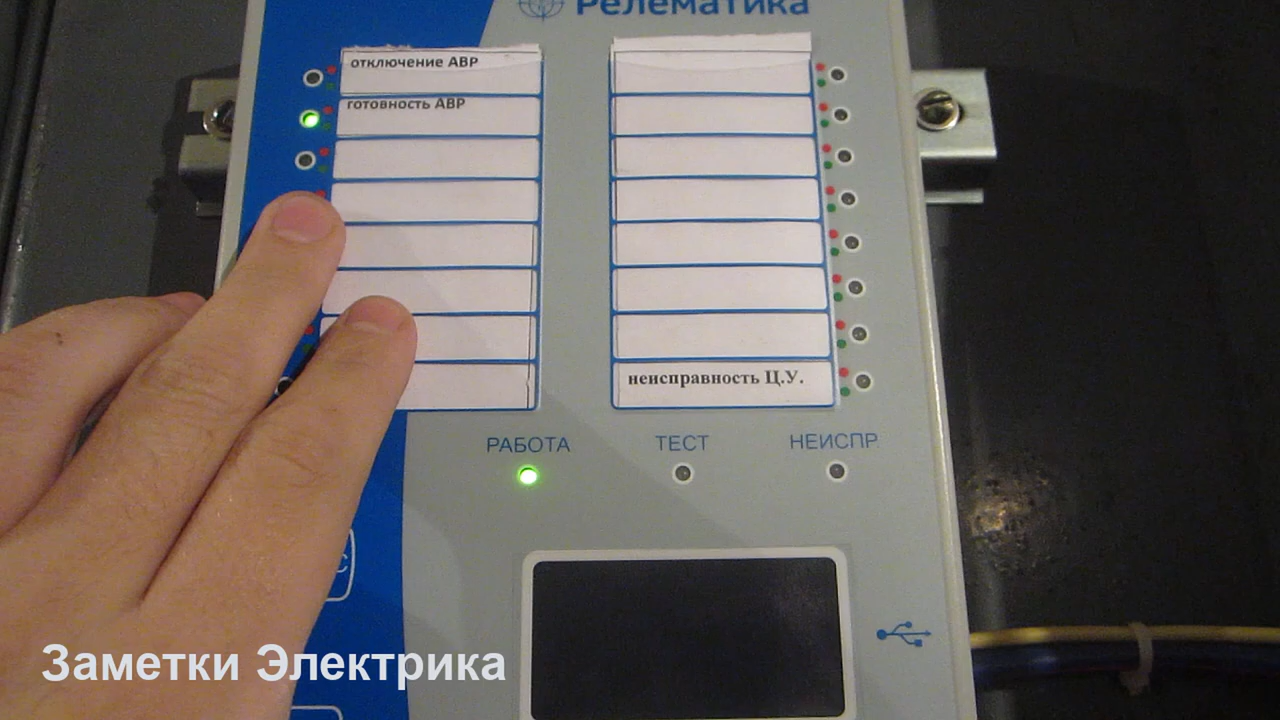 Релематика
отключение АВР
готовность АВР
неисправность Ц.У.
РАБОТА
ТЕСТ
НЕИСПР.
С
Заметки Электрика